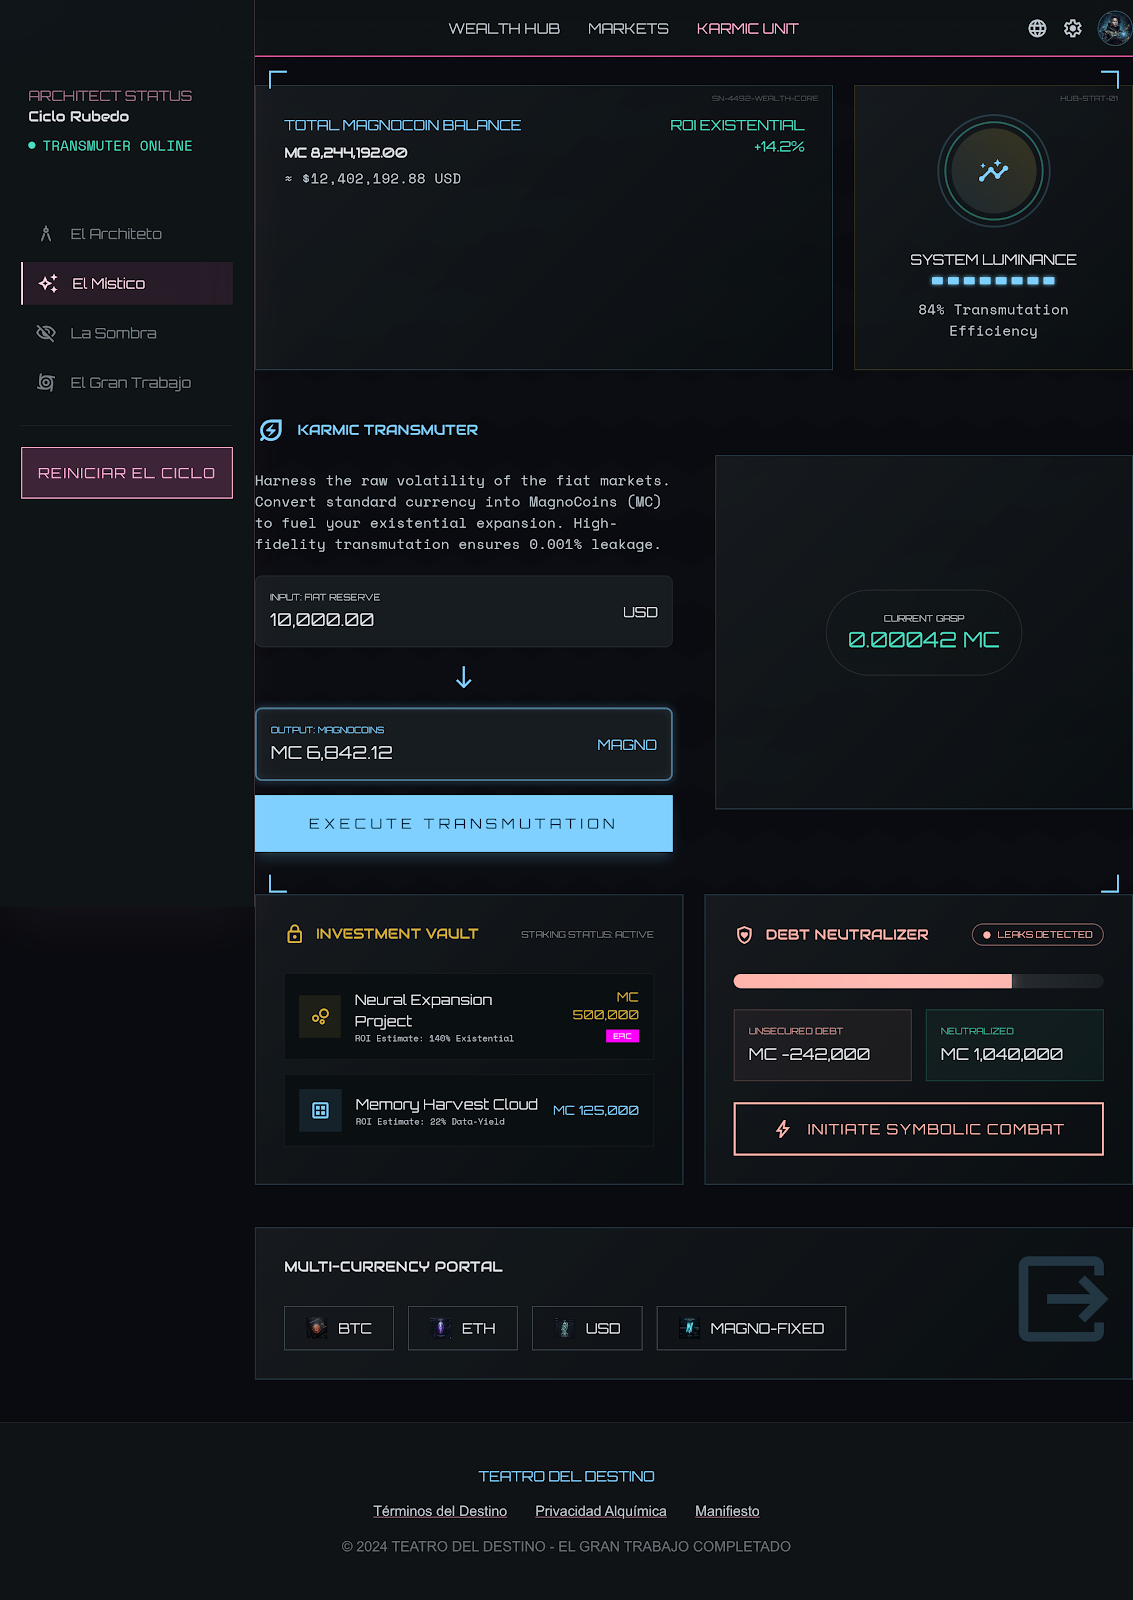 WEALTH HUB
MARKETS
KARMIC UNIT
ARCHITECT STATUS
Ciclo Rubedo
TRANSMUTER ONLINE
El Architeto
El Místico
La Sombra
El Gran Trabajo
REINICIAR EL CICLO
SN-4492-WEALTH-CORE
TOTAL MAGNOCOIN BALANCE
MC 8,244,192.00
≈ $12,402,192.88 USD
ROI EXISTENTIAL
+14.2%
HUB-STAT-01
SYSTEM LUMINANCE
84% Transmutation
Efficiency
KARMIC TRANSMUTER
Harness the raw volatility of the fiat markets.
Convert standard currency into MagnoCoins (MC)
to fuel your existential expansion. High-
fidelity transmutation ensures 0.001% leakage.
INPUT: FIAT RESERVE
10,000.00
USD
OUTPUT: MAGNOCOINS
MC 6,842.12
MAGNO
EXECUTE TRANSMUTATION
CURRENT GASP
0.00042 MC
INVESTMENT VAULT
STAKING STATUS: ACTIVE
Neural Expansion
Project
ROI Estimate: 140% Existential
MC
500,000
EPIC
Memory Harvest Cloud
ROI Estimate: 22% Data-Yield
MC 125,000
DEBT NEUTRALIZER
LEAKS DETECTED
UNSECURED DEBT
MC -242,000
NEUTRALIZED
MC 1,040,000
INITIATE SYMBOLIC COMBAT
MULTI-CURRENCY PORTAL
BTC
ETH
USD
MAGNO-FIXED
TEATRO DEL DESTINO
Términos del Destino
Privacidad Alquímica
Manifiesto
© 2024 TEATRO DEL DESTINO - EL GRAN TRABAJO COMPLETADO